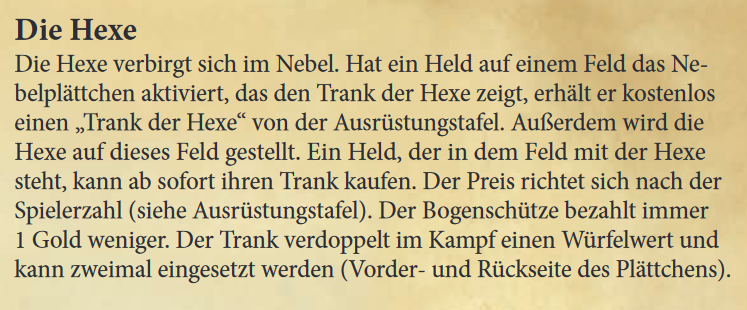 Die Hexe
Die Hexe verbirgt sich im Nebel. Hat ein Held auf einem Feld das Ne-
belplättchen aktiviert, das den Trank der Hexe zeigt, erhält er kostenlos
einen „Trank der Hexe“ von der Ausrüstungstafel. Außerdem wird die
Hexe auf dieses Feld gestellt. Ein Held, der in dem Feld mit der Hexe
steht, kann ab sofort ihren Trank kaufen. Der Preis richtet sich nach der
Spielerzahl (siehe Ausrüstungstafel). Der Bogenschütze bezahlt immer
1 Gold weniger. Der Trank verdoppelt im Kampf einen Würfelwert und
kann zweimal eingesetzt werden (Vorder- und Rückseite des Plättchens).